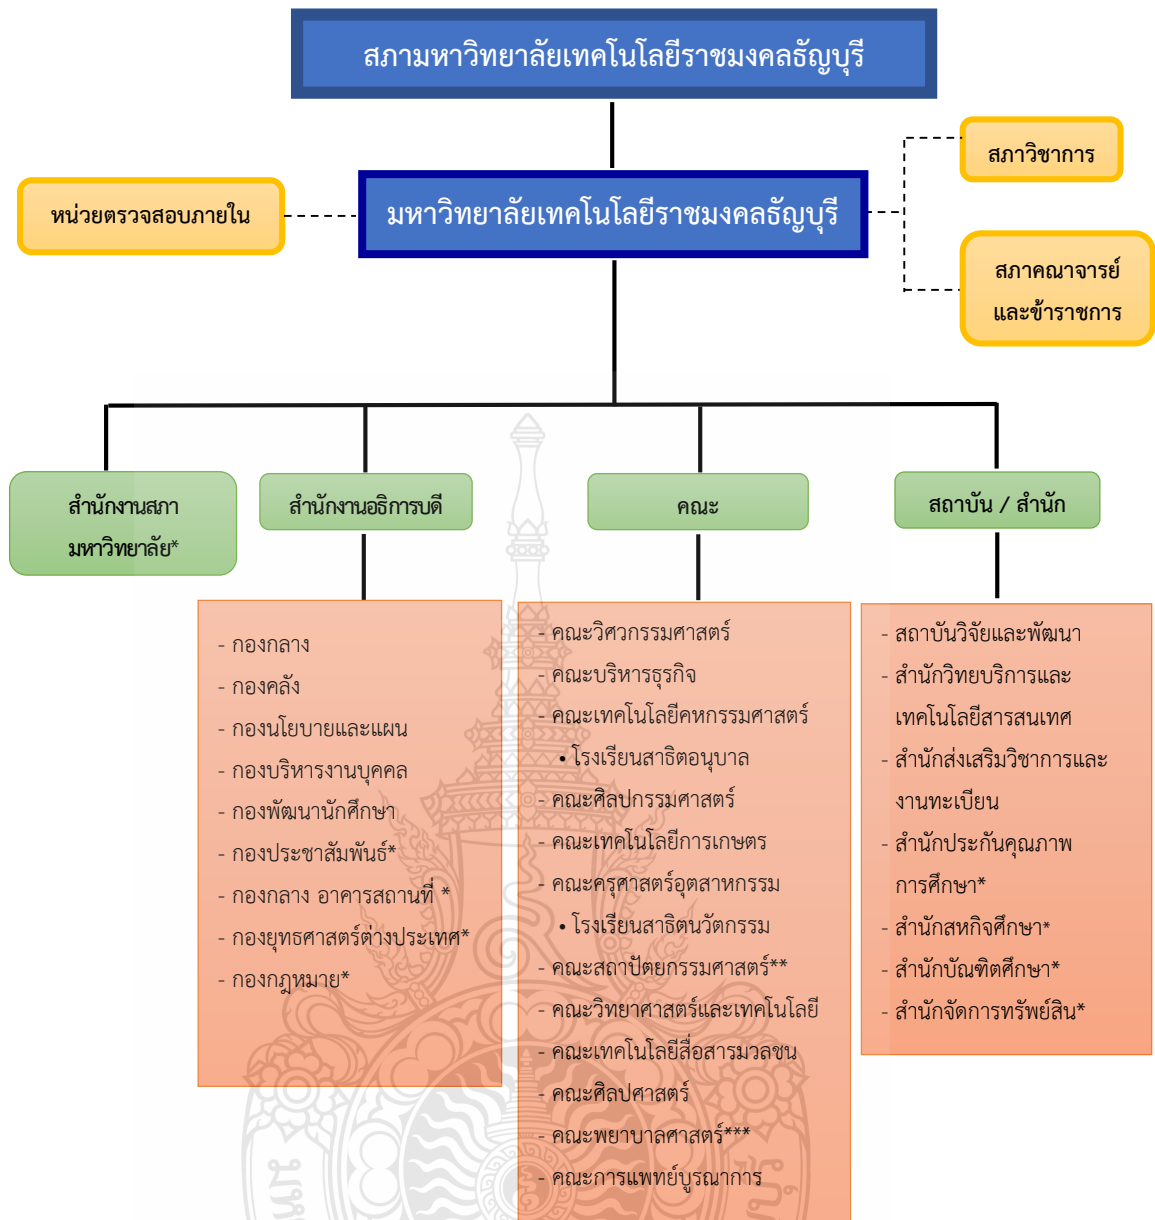 สภามหาวิทยาลัยเทคโนโลยีราชมงคลธัญบุรี
สภาวิชาการ
หน่วยตรวจสอบภายใน
มหาวิทยาลัยเทคโนโลยีราชมงคลธัญบุรี
สภาคณาจารย์
และข้าราชการ
สำนักงานสภา
มหาวิทยาลัย*
สำนักงานอธิการบดี
คณะ
สถาบัน / สำนัก
- กองกลาง
- กองคลัง
- กองนโยบายและแผน
- กองบริหารงานบุคคล
- กองพัฒนานักศึกษา
- กองประชาสัมพันธ์*
- กองกลาง อาคารสถานที่ *
- กองยุทธศาสตร์ต่างประเทศ*
- กองกฎหมาย*
- คณะวิศวกรรมศาสตร์
- คณะบริหารธุรกิจ
- คณะเทคโนโลยีคหกรรมศาสตร์
• โรงเรียนสาธิตอนุบาล
- คณะศิลปกรรมศาสตร์
- คณะเทคโนโลยีการเกษตร
- คณะครุศาสตร์อุตสาหกรรม
• โรงเรียนสาธิตนวัตกรรม
- คณะสถาปัตยกรรมศาสตร์**
- คณะวิทยาศาสตร์และเทคโนโลยี
- คณะเทคโนโลยีสื่อสารมวลชน
- คณะศิลปศาสตร์
- คณะพยาบาลศาสตร์***
- คณะการแพทย์บูรณาการ
- สถาบันวิจัยและพัฒนา
- สำนักวิทยบริการและ
เทคโนโลยีสารสนเทศ
- สำนักส่งเสริมวิชาการและ
งานทะเบียน
- สำนักประกันคุณภาพ
การศึกษา*
- สำนักสหกิจศึกษา*
- สำนักบัณฑิตศึกษา*
- สำนักจัดการทรัพย์สิน*